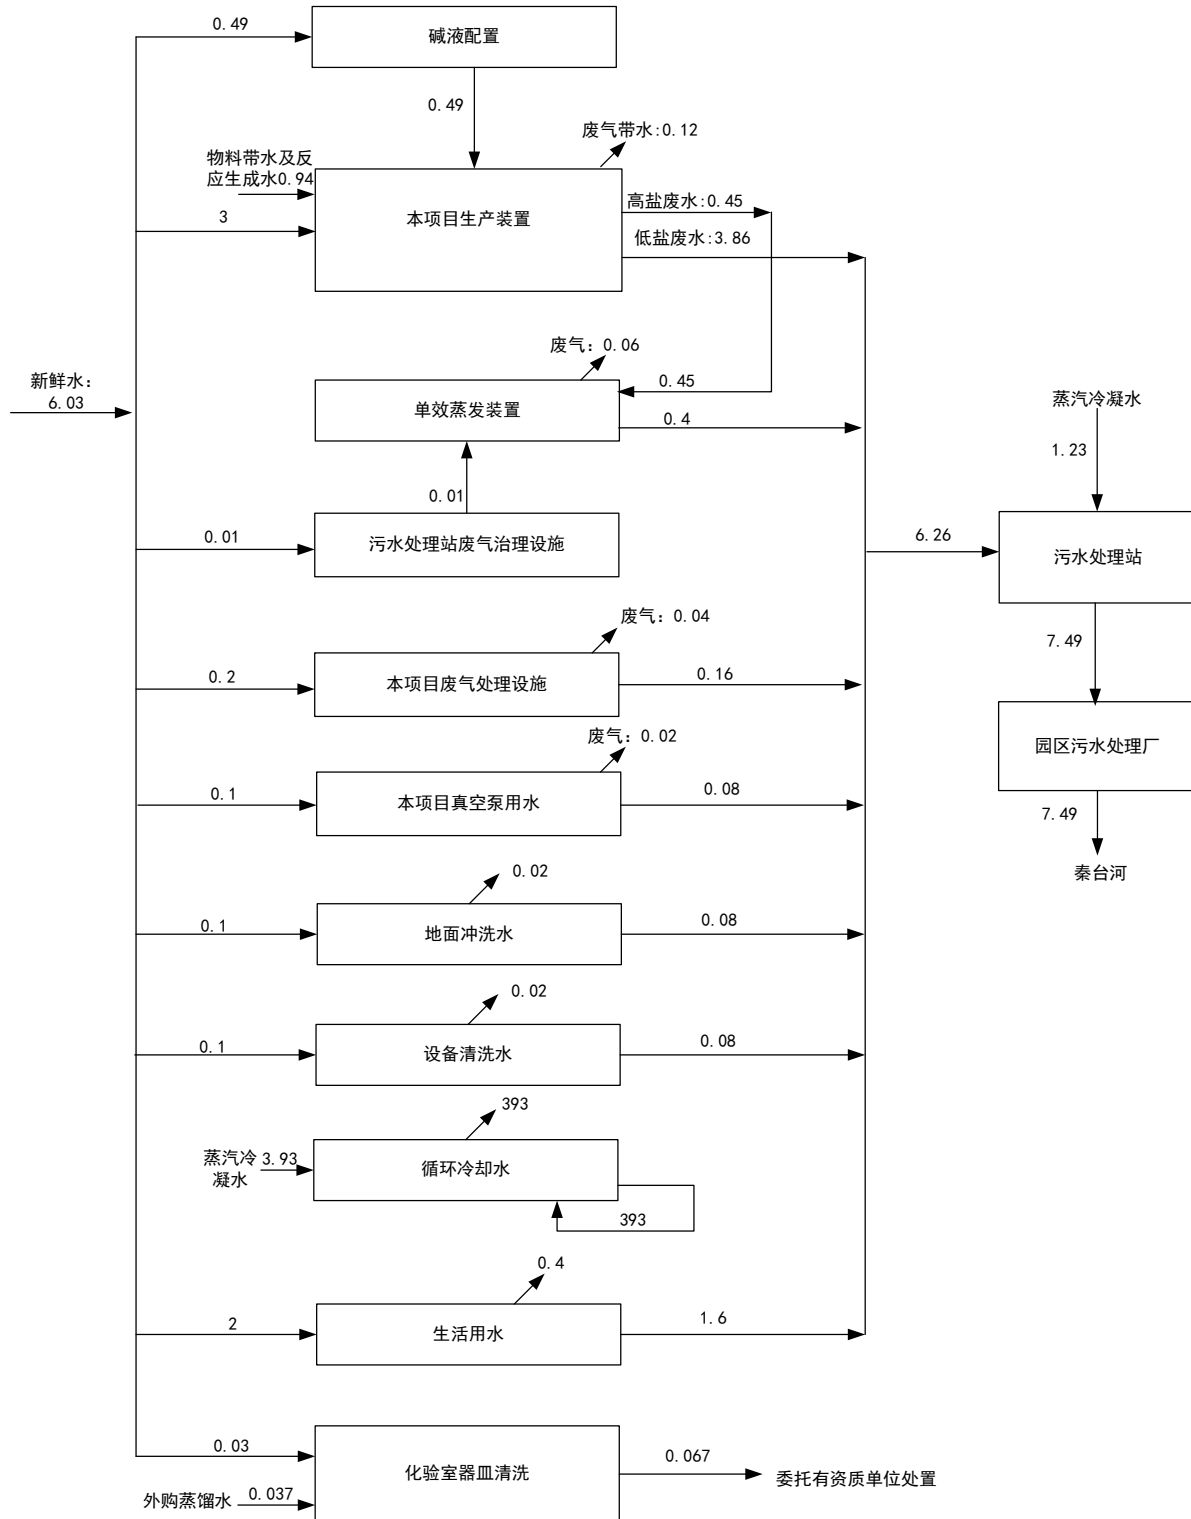 0.49
碱液配置
0.49
废气带水:0.12
物料带水及反
应生成水0.94
3
本项目生产装置
高盐废水:0.45
低盐废水:3.86
废气：0.06
新鲜水：
6.03
单效蒸发装置
0.45
0.4
蒸汽冷凝水
1.23
0.01
0.01
污水处理站废气治理设施
6.26
污水处理站
废气：0.04
0.2
本项目废气处理设施
0.16
7.49
废气：0.02
园区污水处理厂
0.1
本项目真空泵用水
0.08
7.49
秦台河
0.02
0.1
地面冲洗水
0.08
0.02
0.1
设备清洗水
0.08
393
蒸汽冷
凝水
3.93
循环冷却水
393
0.4
2
生活用水
1.6
0.03
化验室器皿清洗
0.067
委托有资质单位处置
外购蒸馏水
0.037